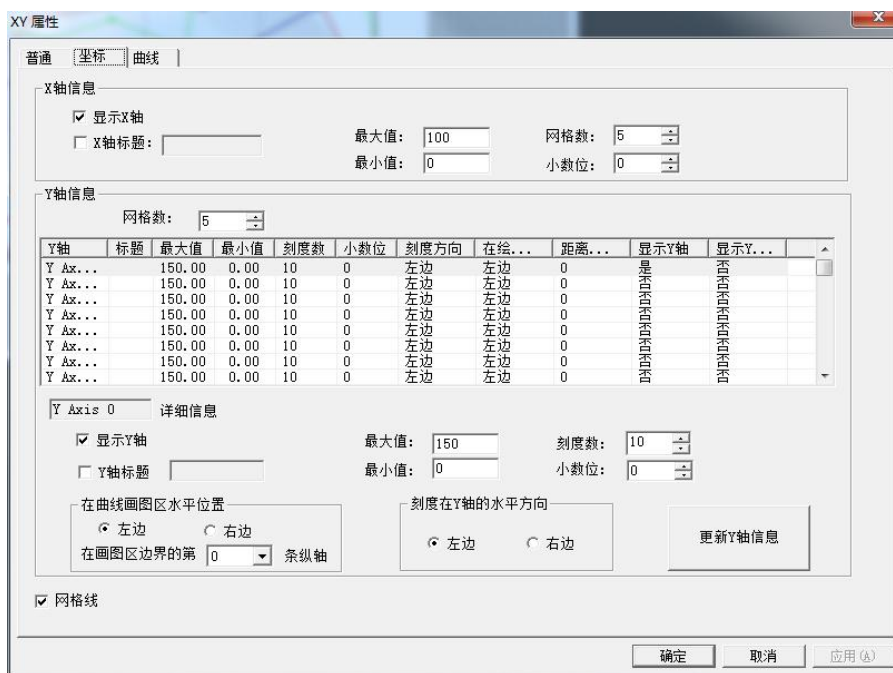 XY 属性
普通 坐标 曲线
X轴信息
显示X轴
X轴标题:
最大值: 100 网格数: 5
最小值: 0 小数位: 0
Y轴信息
网格数: 5
Y轴 标题 最大值 最小值 刻度数 小数位 刻度方向 在绘... 距离... 显示Y轴 显示Y...
Y Ax... 150.00 0.00 10 0 左边 左边 0 是 否
Y Ax... 150.00 0.00 10 0 左边 左边 0 否 否
Y Ax... 150.00 0.00 10 0 左边 左边 0 否 否
Y Ax... 150.00 0.00 10 0 左边 左边 0 否 否
Y Ax... 150.00 0.00 10 0 左边 左边 0 否 否
Y Ax... 150.00 0.00 10 0 左边 左边 0 否 否
Y Ax... 150.00 0.00 10 0 左边 左边 0 否 否
Y Ax... 150.00 0.00 10 0 左边 左边 0 否 否
Y Axis 0 详细信息
显示Y轴 最大值: 150 刻度数: 10
Y轴标题 最小值: 0 小数位: 0
在曲线画图区水平位置
左边 右边
在画图区边界的第 0 条纵轴
刻度在Y轴的水平方向
左边 右边
更新Y轴信息
网格线
确定 取消 应用(A)